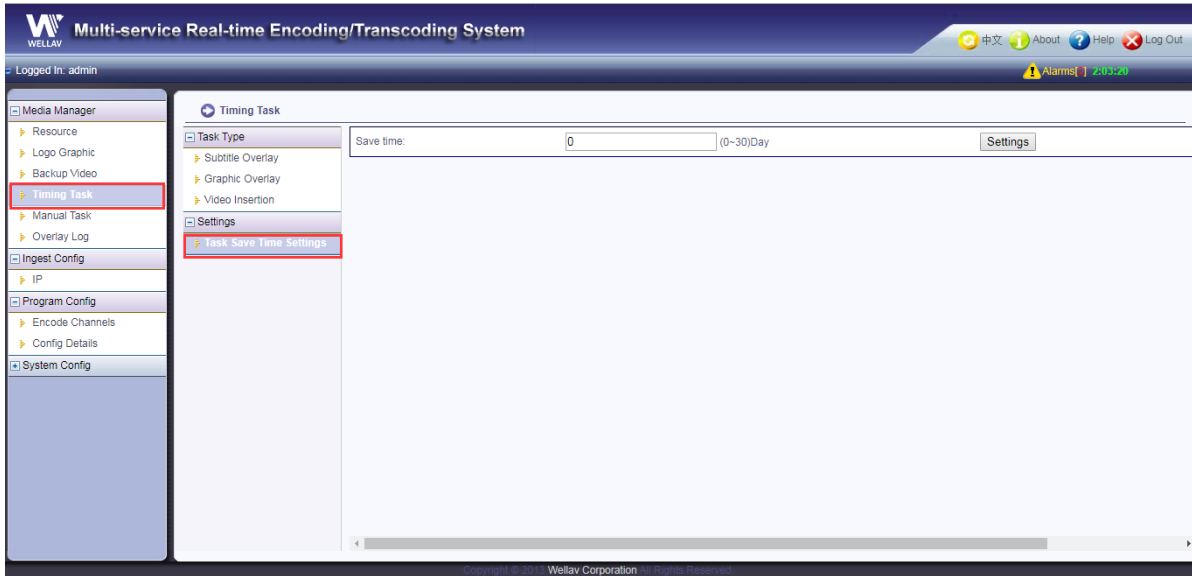 WELLAV
Multi-service Real-time Encoding/Transcoding System
中文 About Help Log Out
Logged In: admin
Alarms[ ] 2:03:20
Media Manager
Resource
Logo Graphic
Backup Video
Timing Task
Manual Task
Overlay Log
Ingest Config
IP
Program Config
Encode Channels
Config Details
System Config
Timing Task
Task Type
Subtitle Overlay
Graphic Overlay
Video Insertion
Settings
Task Save Time Settings
Save time: 0 (0~30)Day Settings
Copyright © 2013 Wellav Corporation All Rights Reserved.